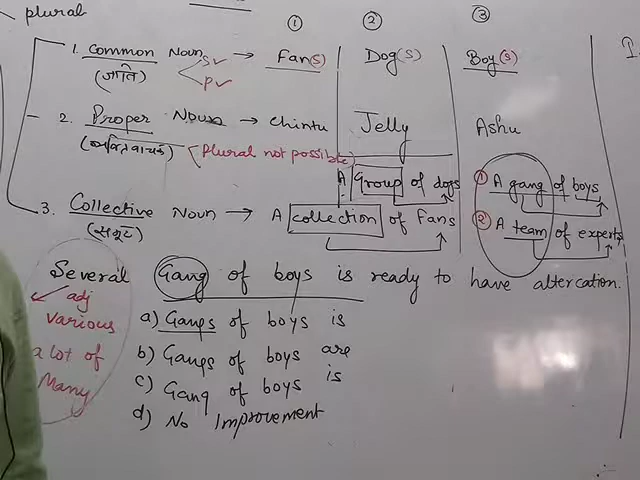 plural
① ② ③
1. Common Noun → Fan(s) Dog(s) Boy(s)
(जाति) S✓
P✓
2. Proper Noun → Chintu Jelly Ashu
(व्यक्तिवाचक) (Plural not possible)
A Group of dogs ① A gang of boys
3. Collective Noun → A collection of Fans ② A team of experts
(समूह)
Several Gang of boys is ready to have altercation.
adj
various a) Gangs of boys is
a lot of b) Gangs of boys are
Many c) Gang of boys is
d) No Improvement